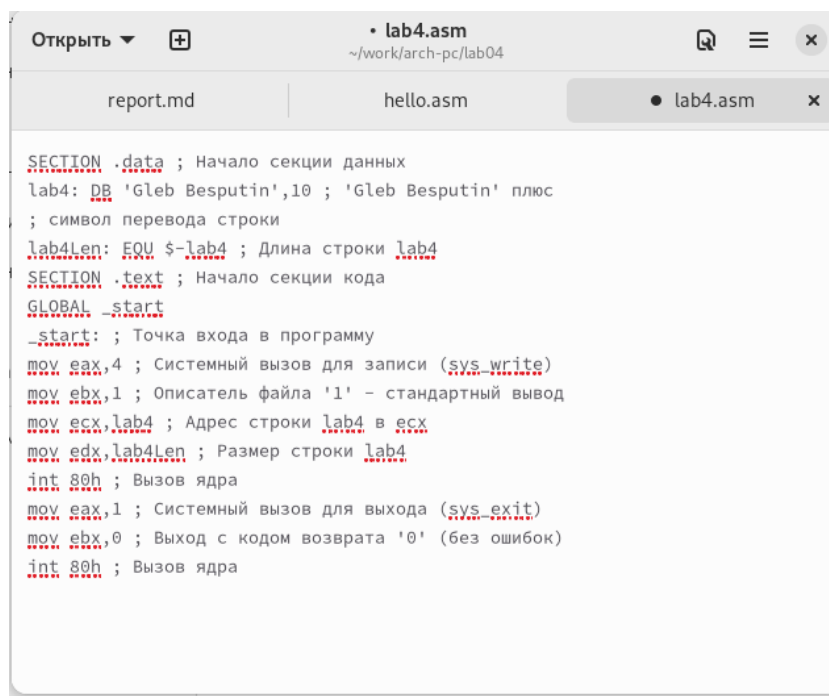 Открыть
• lab4.asm
~/work/arch-pc/lab04
report.md
hello.asm
● lab4.asm
SECTION .data ; Начало секции данных
lab4: DB 'Gleb Besputin',10 ; 'Gleb Besputin' плюс
; символ перевода строки
lab4Len: EQU $-lab4 ; Длина строки lab4
SECTION .text ; Начало секции кода
GLOBAL _start
_start: ; Точка входа в программу
mov eax,4 ; Системный вызов для записи (sys_write)
mov ebx,1 ; Описатель файла '1' - стандартный вывод
mov ecx,lab4 ; Адрес строки lab4 в ecx
mov edx,lab4Len ; Размер строки lab4
int 80h ; Вызов ядра
mov eax,1 ; Системный вызов для выхода (sys_exit)
mov ebx,0 ; Выход с кодом возврата '0' (без ошибок)
int 80h ; Вызов ядра